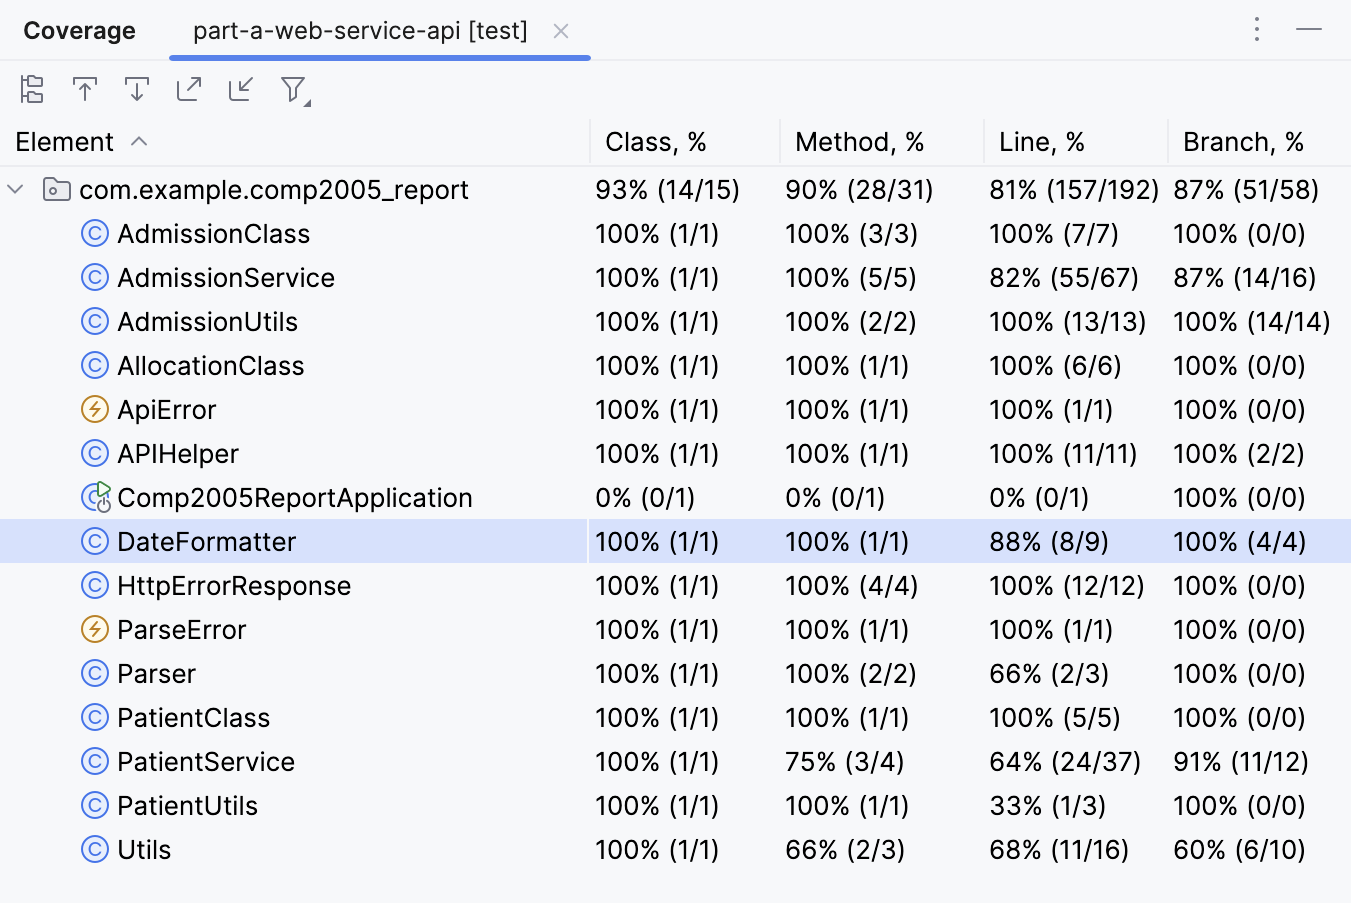 Coverage part-a-web-service-api [test]
Element Class, % Method, % Line, % Branch, %
com.example.comp2005_report 93% (14/15) 90% (28/31) 81% (157/192) 87% (51/58)
AdmissionClass 100% (1/1) 100% (3/3) 100% (7/7) 100% (0/0)
AdmissionService 100% (1/1) 100% (5/5) 82% (55/67) 87% (14/16)
AdmissionUtils 100% (1/1) 100% (2/2) 100% (13/13) 100% (14/14)
AllocationClass 100% (1/1) 100% (1/1) 100% (6/6) 100% (0/0)
ApiError 100% (1/1) 100% (1/1) 100% (1/1) 100% (0/0)
APIHelper 100% (1/1) 100% (1/1) 100% (11/11) 100% (2/2)
Comp2005ReportApplication 0% (0/1) 0% (0/1) 0% (0/1) 100% (0/0)
DateFormatter 100% (1/1) 100% (1/1) 88% (8/9) 100% (4/4)
HttpErrorResponse 100% (1/1) 100% (4/4) 100% (12/12) 100% (0/0)
ParseError 100% (1/1) 100% (1/1) 100% (1/1) 100% (0/0)
Parser 100% (1/1) 100% (2/2) 66% (2/3) 100% (0/0)
PatientClass 100% (1/1) 100% (1/1) 100% (5/5) 100% (0/0)
PatientService 100% (1/1) 75% (3/4) 64% (24/37) 91% (11/12)
PatientUtils 100% (1/1) 100% (1/1) 33% (1/3) 100% (0/0)
Utils 100% (1/1) 66% (2/3) 68% (11/16) 60% (6/10)